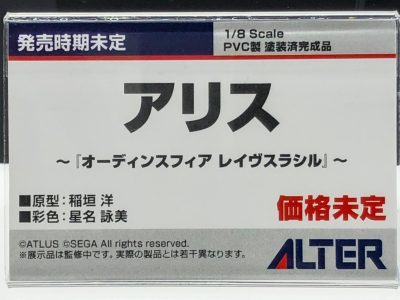 発売時期未定
1/8 Scale
PVC製 塗装済完成品
アリス
～『オーディンスフィア レイヴスラシル』～
■原型：稲垣 洋
■彩色：星名 詠美
価格未定
©ATLUS ©SEGA All rights reserved.
※展示品は監修中です。実際の製品とは若干異なります。
ALTER